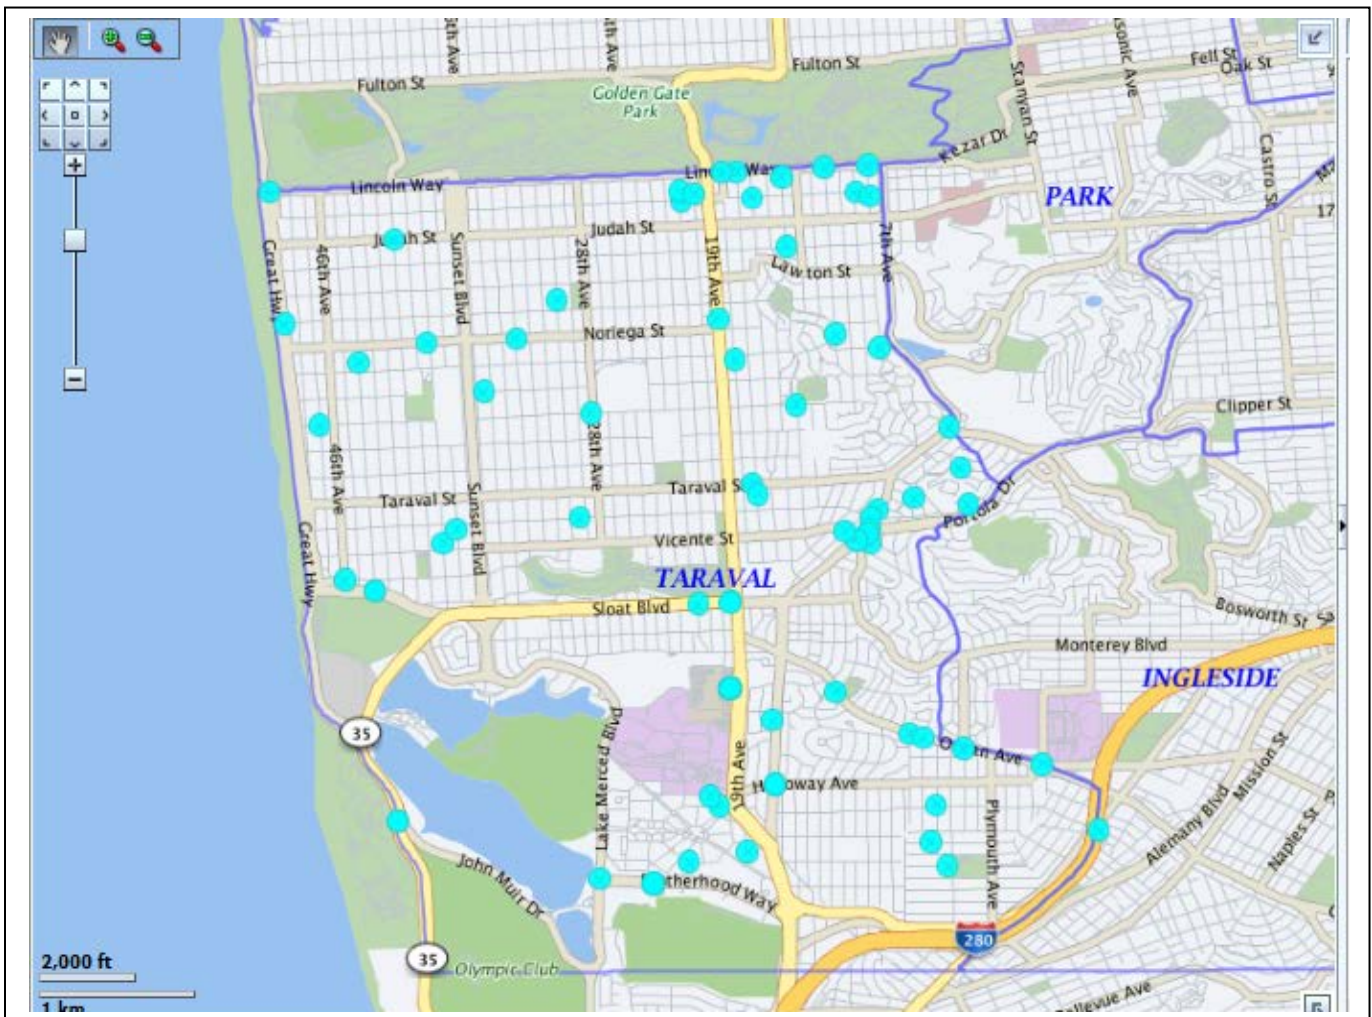 Fulton St
Fulton St
Golden Gate
Park
Fell St
Oak St
Stanyan St
Castro St
Kezar Dr
Lincoln Way
PARK
17
Judah St
Lawton St
Great Hwy
46th Ave
Sunset Blvd
28th Ave
19th Ave
7th Ave
Noriega St
Clipper St
46th Ave
28th Ave
Taraval St
Sunset Blvd
Portola Dr
Vicente St
Great Hwy
TARAVAL
Sloat Blvd
Bosworth St
Monterey Blvd
INGLESIDE
35
Lake Merced Blvd
19th Ave
Ave
Plymouth Ave
Alemany Blvd
Mission St
Naples St
John Muir Dr
280
2,000 ft
35
Olympic Club
1 km